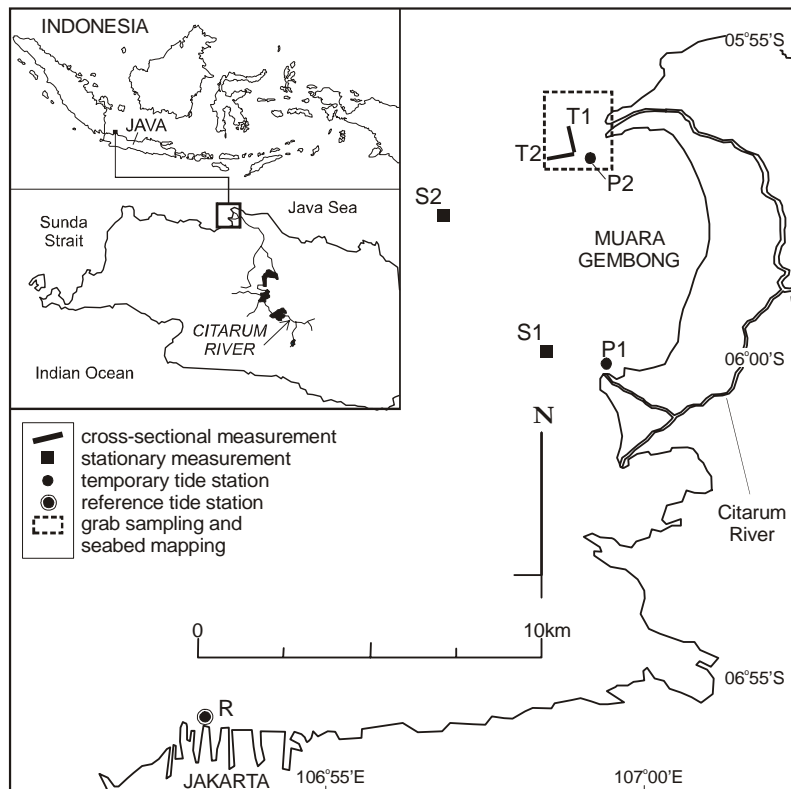 INDONESIA
JAVA
Sunda
Strait
Java Sea
CITARUM
RIVER
Indian Ocean
cross-sectional measurement
stationary measurement
temporary tide station
reference tide station
grab sampling and
seabed mapping
05°55'S
T1
T2
P2
S2
MUARA
GEMBONG
S1
P1
06°00'S
N
Citarum
River
0
10km
06°55'S
R
JAKARTA
106°55'E
107°00'E